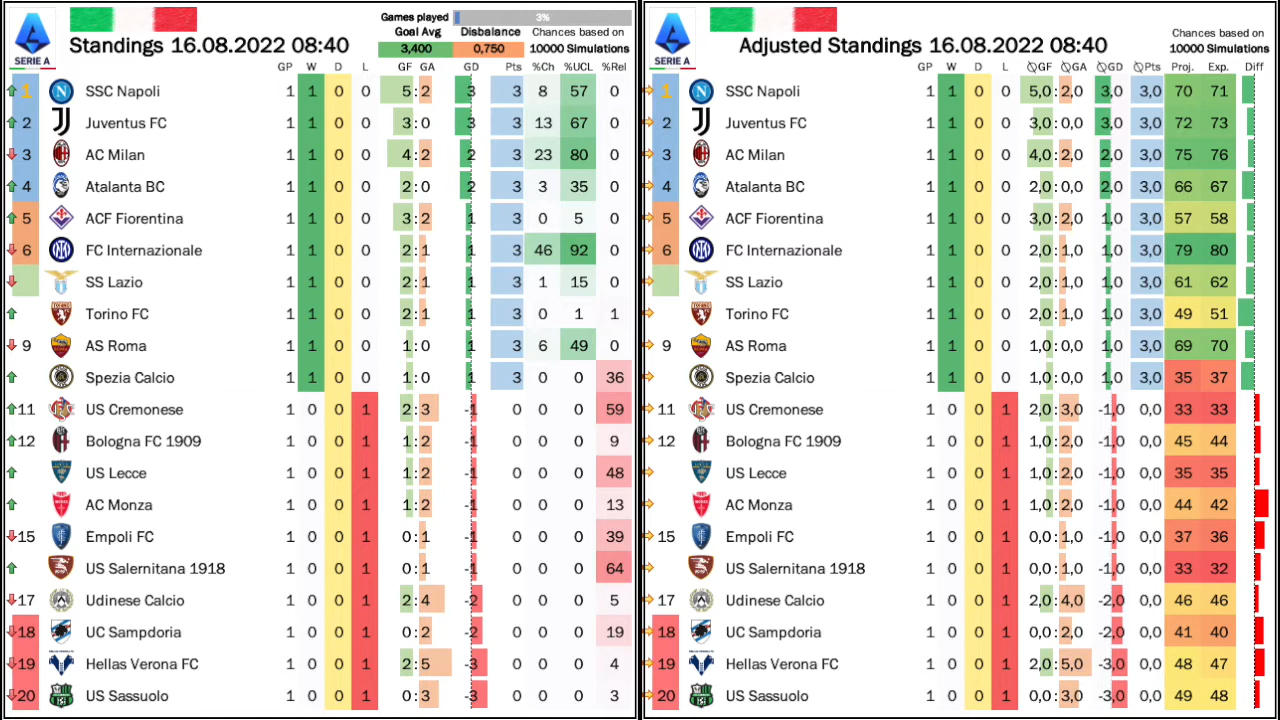 Games played 3%
Goal Avg Disbalance Chances based on
Standings 16.08.2022 08:40 3,400 0,750 10000 Simulations
SERIE A
GP W D L GF GA GD Pts %Ch %UCL %Rel
1 SSC Napoli 1 1 0 0 5:2 3 3 8 57 0
2 Juventus FC 1 1 0 0 3:0 3 3 13 67 0
3 AC Milan 1 1 0 0 4:2 2 3 23 80 0
4 Atalanta BC 1 1 0 0 2:0 2 3 3 35 0
5 ACF Fiorentina 1 1 0 0 3:2 1 3 0 5 0
6 FC Internazionale 1 1 0 0 2:1 1 3 46 92 0
SS Lazio 1 1 0 0 2:1 1 3 1 15 0
Torino FC 1 1 0 0 2:1 1 3 0 1 1
9 AS Roma 1 1 0 0 1:0 1 3 6 49 0
Spezia Calcio 1 1 0 0 1:0 1 3 0 0 36
11 US Cremonese 1 0 0 1 2:3 -1 0 0 0 59
12 Bologna FC 1909 1 0 0 1 1:2 -1 0 0 0 9
US Lecce 1 0 0 1 1:2 -1 0 0 0 48
AC Monza 1 0 0 1 1:2 -1 0 0 0 13
15 Empoli FC 1 0 0 1 0:1 -1 0 0 0 39
US Salernitana 1918 1 0 0 1 0:1 -1 0 0 0 64
17 Udinese Calcio 1 0 0 1 2:4 -2 0 0 0 5
18 UC Sampdoria 1 0 0 1 0:2 -2 0 0 0 19
19 Hellas Verona FC 1 0 0 1 2:5 -3 0 0 0 4
20 US Sassuolo 1 0 0 1 0:3 -3 0 0 0 3
Chances based on
Adjusted Standings 16.08.2022 08:40 10,000 Simulations
SERIE A
GP W D L ∅GF ∅GA ∅GD ∅Pts Proj. Exp. Diff
1 SSC Napoli 1 1 0 0 5,0:2,0 3,0 3,0 70 71
2 Juventus FC 1 1 0 0 3,0:0,0 3,0 3,0 72 73
3 AC Milan 1 1 0 0 4,0:2,0 2,0 3,0 75 76
4 Atalanta BC 1 1 0 0 2,0:0,0 2,0 3,0 66 67
5 ACF Fiorentina 1 1 0 0 3,0:2,0 1,0 3,0 57 58
6 FC Internazionale 1 1 0 0 2,0:1,0 1,0 3,0 79 80
SS Lazio 1 1 0 0 2,0:1,0 1,0 3,0 61 62
Torino FC 1 1 0 0 2,0:1,0 1,0 3,0 49 51
9 AS Roma 1 1 0 0 1,0:0,0 1,0 3,0 69 70
Spezia Calcio 1 1 0 0 1,0:0,0 1,0 3,0 35 37
11 US Cremonese 1 0 0 1 2,0:3,0 -1,0 0,0 33 33
12 Bologna FC 1909 1 0 0 1 1,0:2,0 -1,0 0,0 45 44
US Lecce 1 0 0 1 1,0:2,0 -1,0 0,0 35 35
AC Monza 1 0 0 1 1,0:2,0 -1,0 0,0 44 42
15 Empoli FC 1 0 0 1 0,0:1,0 -1,0 0,0 37 36
US Salernitana 1918 1 0 0 1 0,0:1,0 -1,0 0,0 33 32
17 Udinese Calcio 1 0 0 1 2,0:4,0 -2,0 0,0 46 46
18 UC Sampdoria 1 0 0 1 0,0:2,0 -2,0 0,0 41 40
19 Hellas Verona FC 1 0 0 1 2,0:5,0 -3,0 0,0 48 47
20 US Sassuolo 1 0 0 1 0,0:3,0 -3,0 0,0 49 48